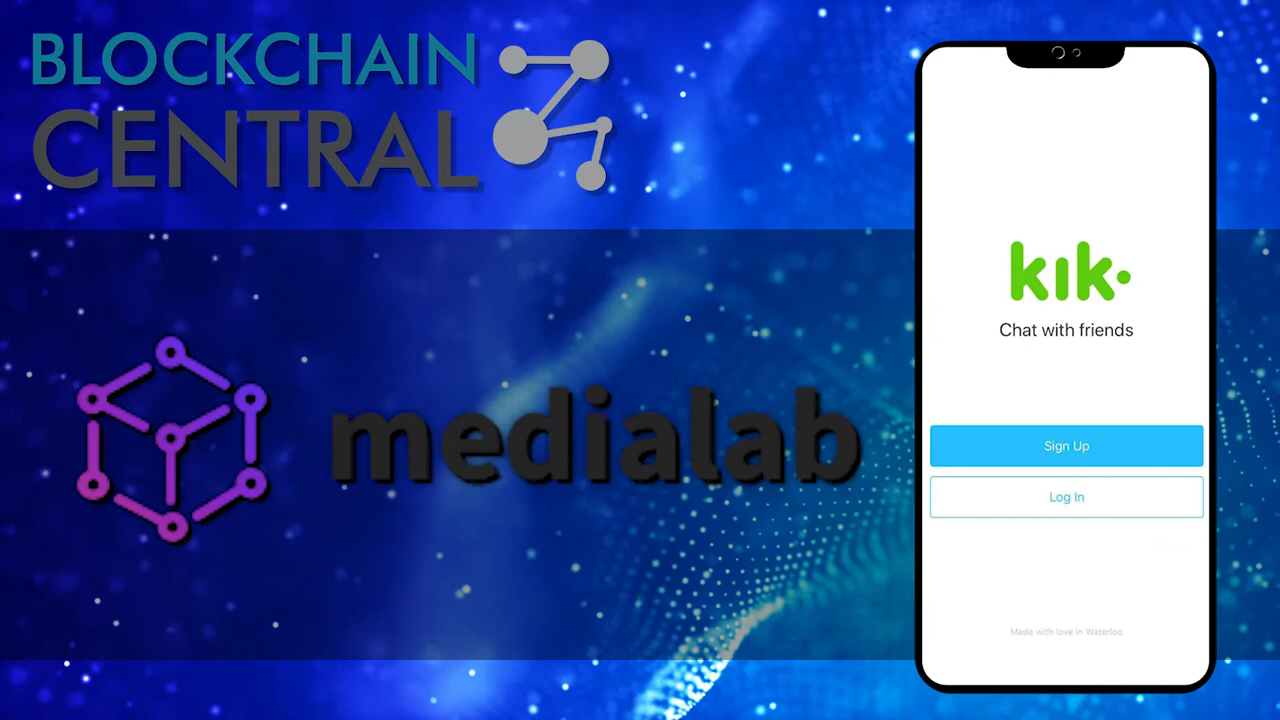 BLOCKCHAIN
CENTRAL
medialab
kik.
Chat with friends
Sign Up
Log In
Made with love in Waterloo